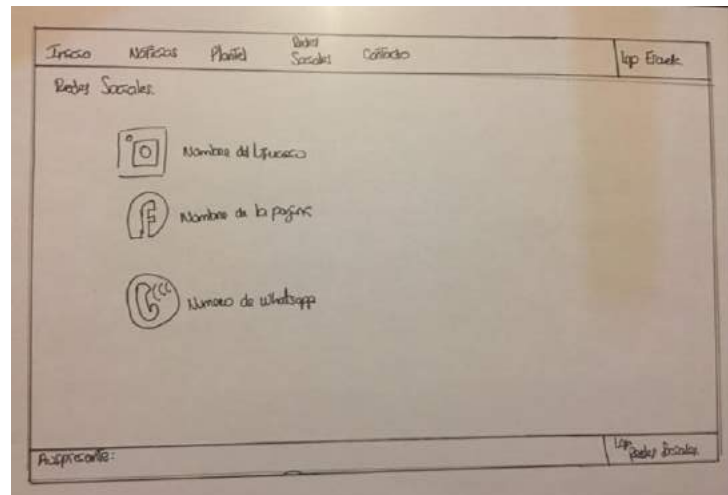 Inicio Noticias Plantel Redes Sociales Contacto
Redes Sociales
Nombre del
Nombre de la pagina
Numero de whatsapp
Auspiciante:
Redes Sociales